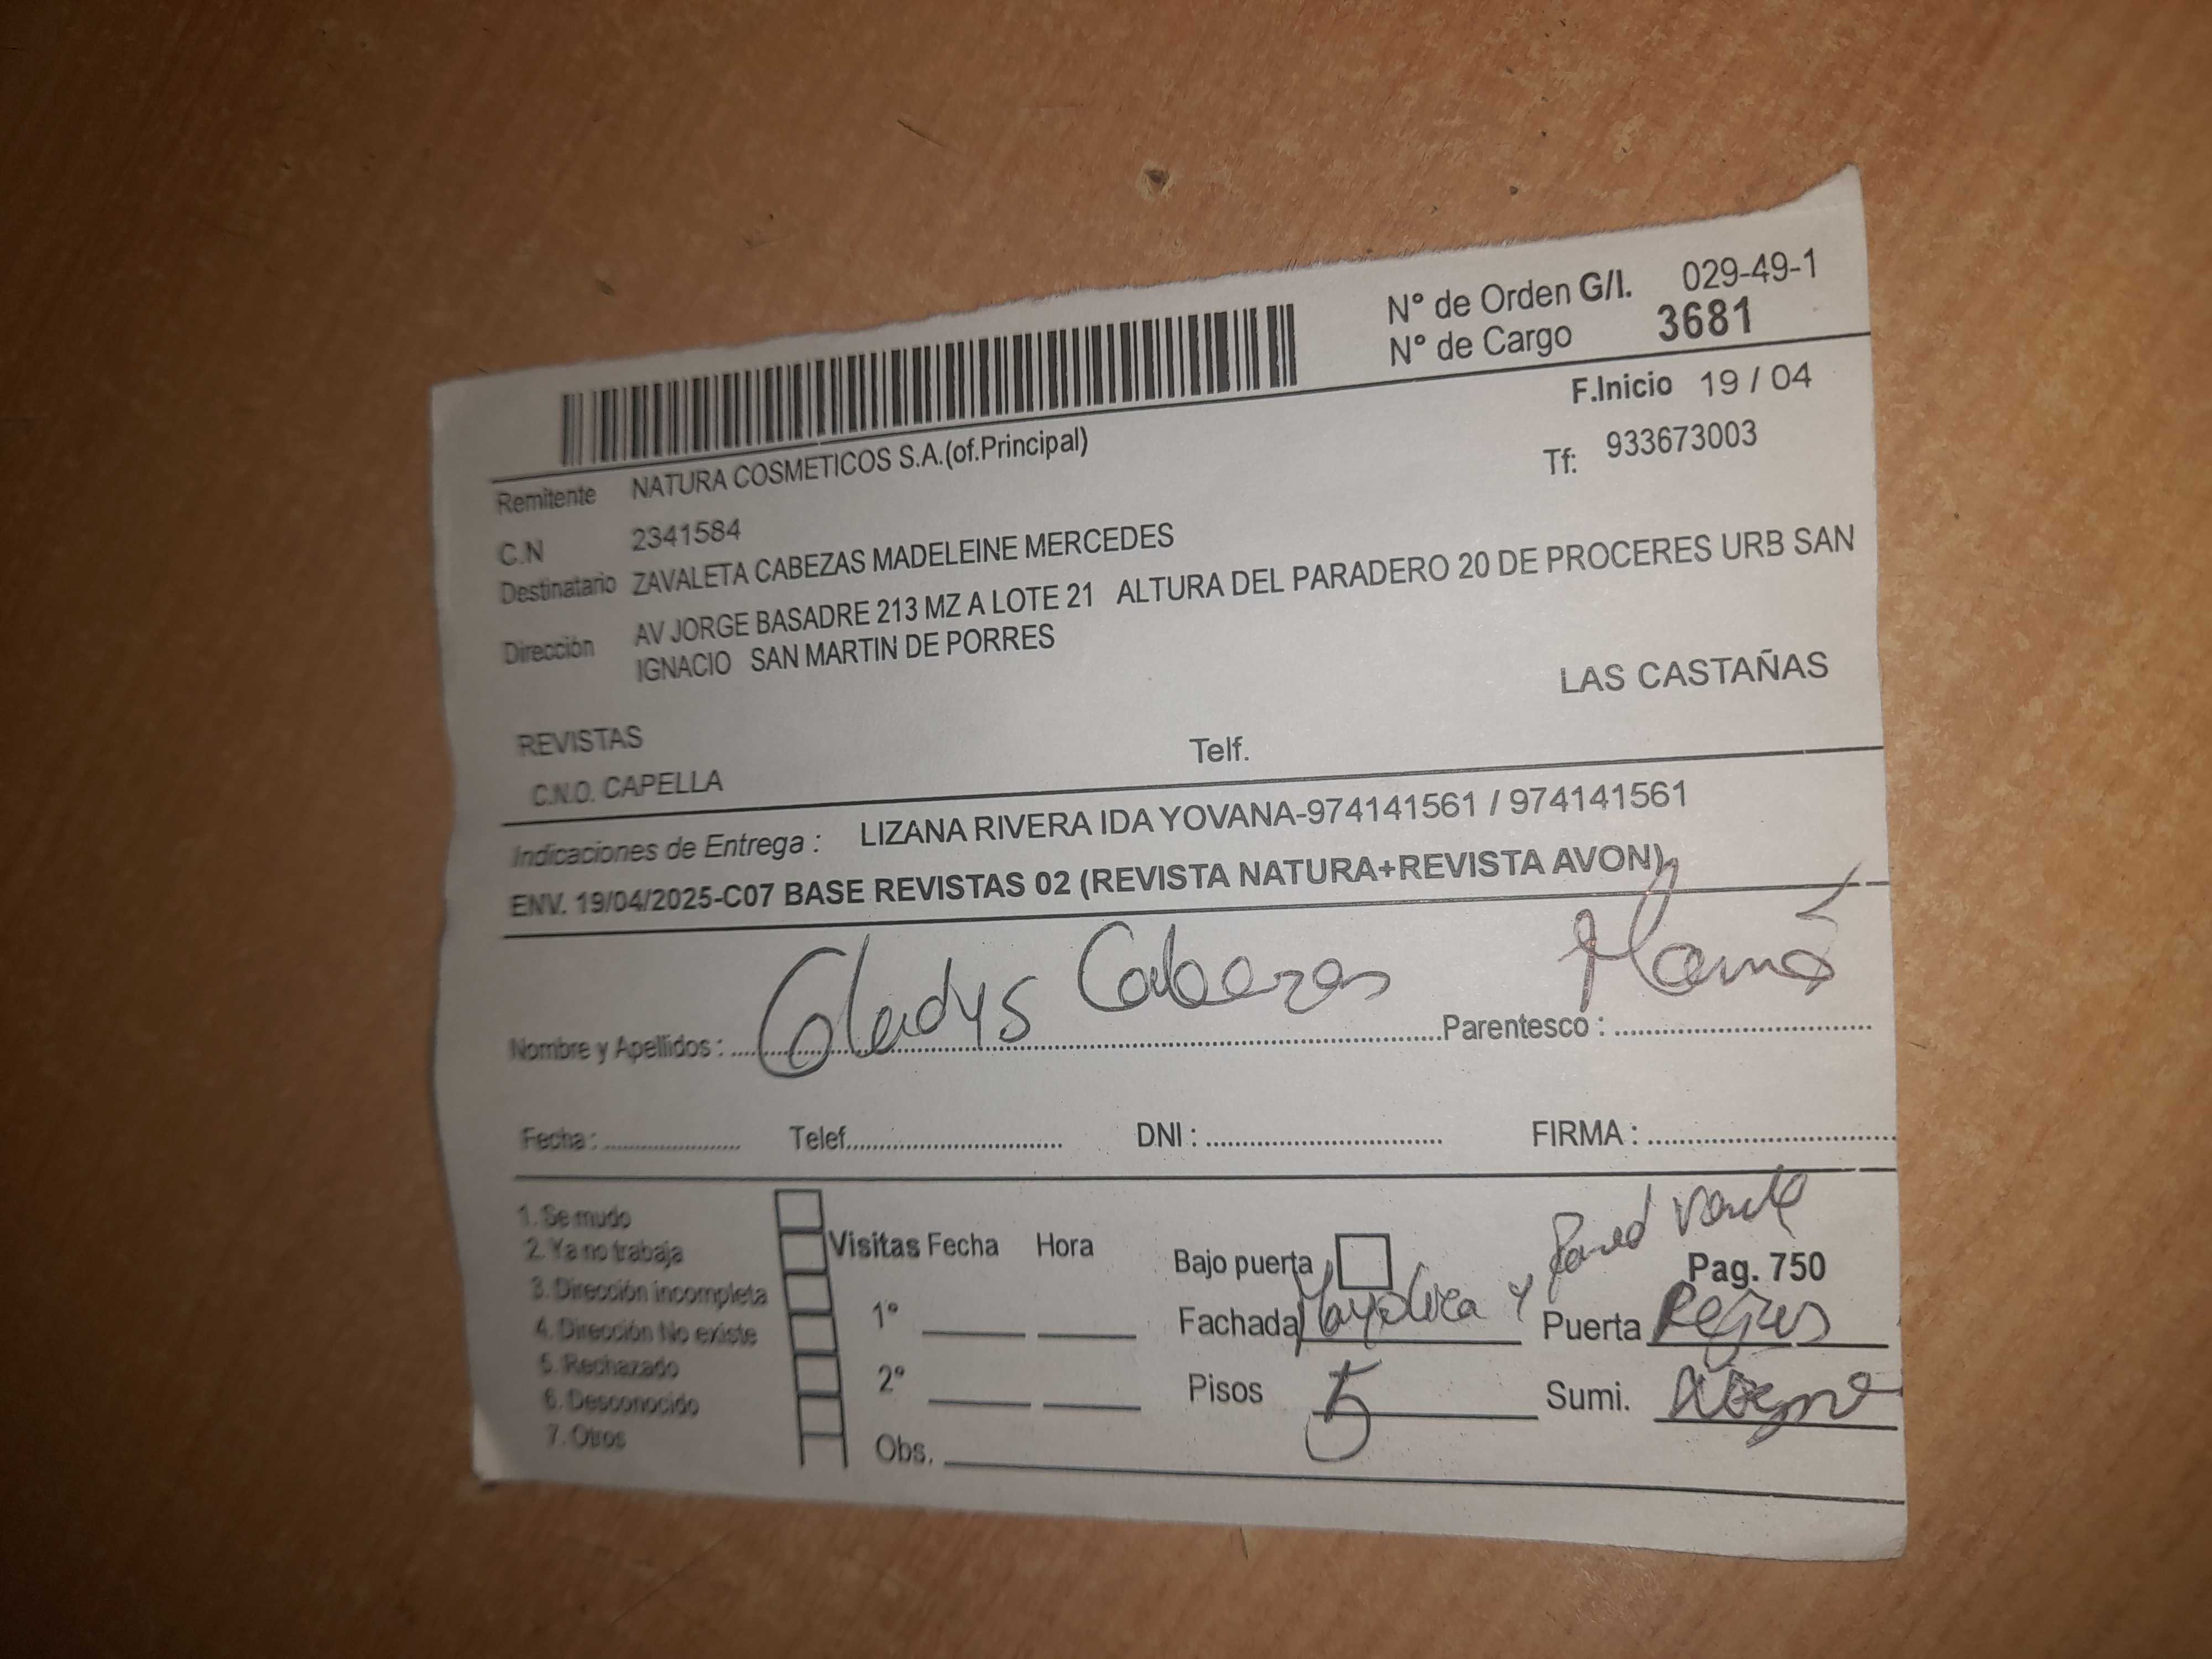 N° de Orden G/I. 029-49-1
N° de Cargo 3681
F.Inicio 19 / 04
Remitente NATURA COSMETICOS S.A.(of.Principal)
Tf: 933673003
C.N 2341584
Destinatario ZAVALETA CABEZAS MADELEINE MERCEDES
Dirección AV JORGE BASADRE 213 MZ A LOTE 21 ALTURA DEL PARADERO 20 DE PROCERES URB SAN
IGNACIO SAN MARTIN DE PORRES
LAS CASTAÑAS
REVISTAS
Telf.
C.N.O. CAPELLA
Indicaciones de Entrega : LIZANA RIVERA IDA YOVANA-974141561 / 974141561
ENV. 19/04/2025-C07 BASE REVISTAS 02 (REVISTA NATURA+REVISTA AVON)
Nombre y Apellidos : Gladys Cabezas Parentesco : Mamá
Fecha : Telef. DNI : FIRMA :
1. Se mudo
2. Ya no trabaja
3. Dirección incompleta
4. Dirección No existe
5. Rechazado
6. Desconocido
7. Otros
Visitas Fecha Hora
1°
2°
Obs.
Bajo puerta
Pag. 750
Fachada Mayolica y Pared Verde
Puerta Rejas
Pisos 5
Sumi.